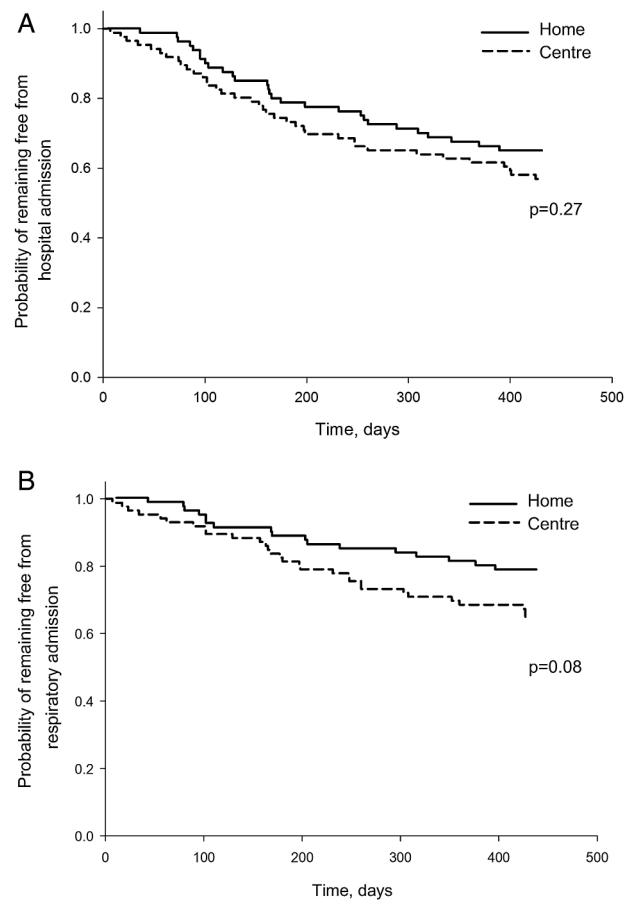 A
Probability of remaining free from
hospital admission
1.0
0.8
0.6
0.4
0.2
0.0
Home
Centre
p=0.27
0 100 200 300 400 500
Time, days
B
Probability of remaining free from
respiratory admission
1.0
0.8
0.6
0.4
0.2
0.0
Home
Centre
p=0.08
0 100 200 300 400 500
Time, days